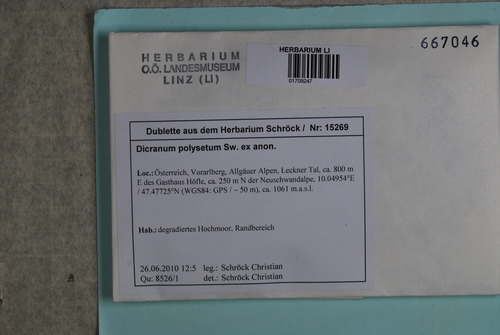 667046
HERBARIUM
O.Ö. LANDESMUSEUM
LINZ (LI)
HERBARIUM LI
01709247
Dublette aus dem Herbarium Schröck / Nr: 15269
Dicranum polysetum Sw. ex anon.
Loc.: Österreich, Vorarlberg, Allgäuer Alpen, Leckner Tal, ca. 800 m
E des Gasthaus Höfle, ca. 250 m N der Neuschwandalpe, 10.04954°E
/ 47.47725°N (WGS84: GPS / ~ 50 m), ca. 1061 m.a.s.l.
Hab.: degradiertes Hochmoor, Randbereich
26.06.2010 12:5 leg.: Schröck Christian
Qu: 8526/1 det.: Schröck Christian